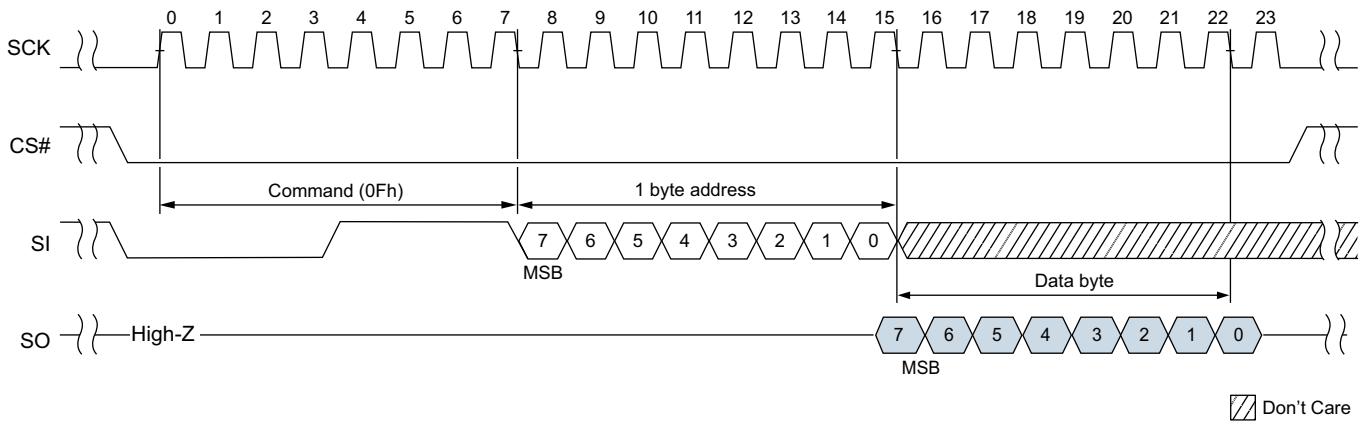 0 1 2 3 4 5 6 7 8 9 10 11 12 13 14 15 16 17 18 19 20 21 22 23
SCK
CS#
Command (0Fh) 1 byte address
SI 7 6 5 4 3 2 1 0
MSB
Data byte
SO High-Z 7 6 5 4 3 2 1 0
MSB
Don't Care